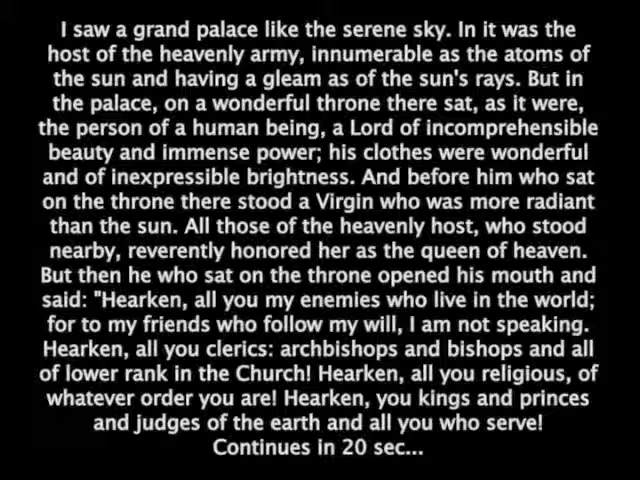 I saw a grand palace like the serene sky. In it was the
host of the heavenly army, innumerable as the atoms of
the sun and having a gleam as of the sun's rays. But in
the palace, on a wonderful throne there sat, as it were,
the person of a human being, a Lord of incomprehensible
beauty and immense power; his clothes were wonderful
and of inexpressible brightness. And before him who sat
on the throne there stood a Virgin who was more radiant
than the sun. All those of the heavenly host, who stood
nearby, reverently honored her as the queen of heaven.
But then he who sat on the throne opened his mouth and
said: "Hearken, all you my enemies who live in the world;
for to my friends who follow my will, I am not speaking.
Hearken, all you clerics: archbishops and bishops and all
of lower rank in the Church! Hearken, all you religious, of
whatever order you are! Hearken, you kings and princes
and judges of the earth and all you who serve!
Continues in 20 sec...